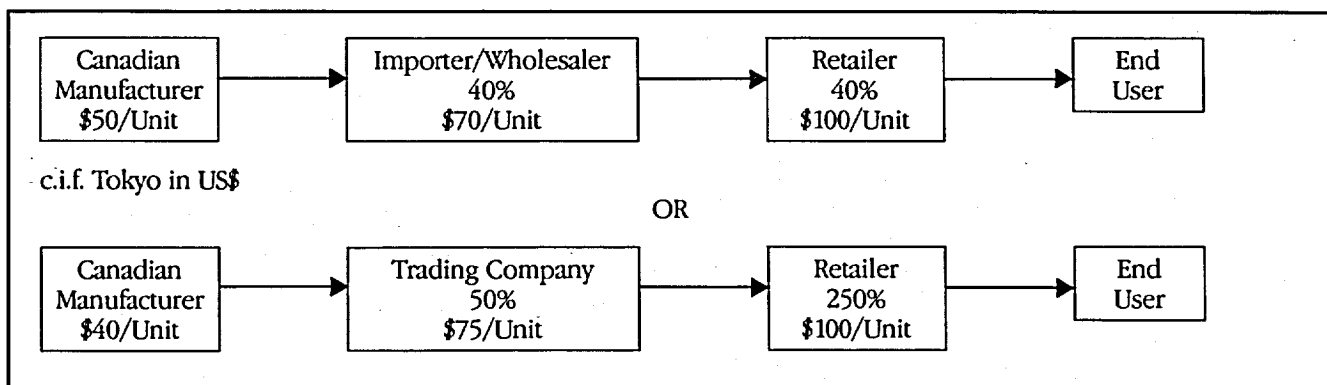 Canadian
Manufacturer
$50/Unit
Importer/Wholesaler
40%
$70/Unit
Retailer
40%
$100/Unit
End
User
c.i.f. Tokyo in US$
OR
Canadian
Manufacturer
$40/Unit
Trading Company
50%
$75/Unit
Retailer
250%
$100/Unit
End
User